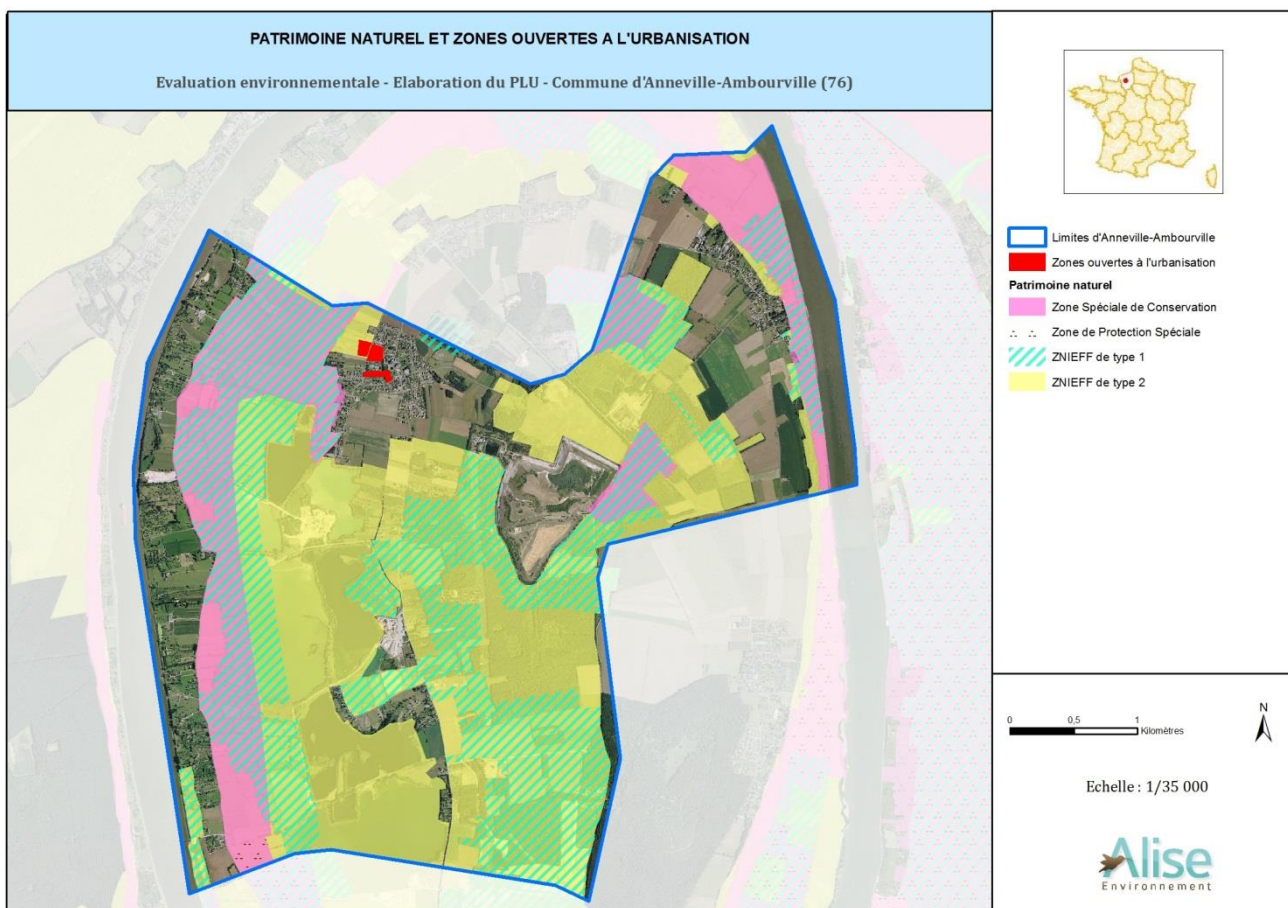 PATRIMOINE NATUREL ET ZONES OUVERTES A L'URBANISATION
Evaluation environnementale - Elaboration du PLU - Commune d'Anneville-Ambourville (76)
Limites d'Anneville-Ambourville
Zones ouvertes à l'urbanisation
Patrimoine naturel
Zone Spéciale de Conservation
Zone de Protection Spéciale
ZNIEFF de type 1
ZNIEFF de type 2
0 0,5 1
Kilomètres
N
Echelle : 1/35 000
Alise
Environnement